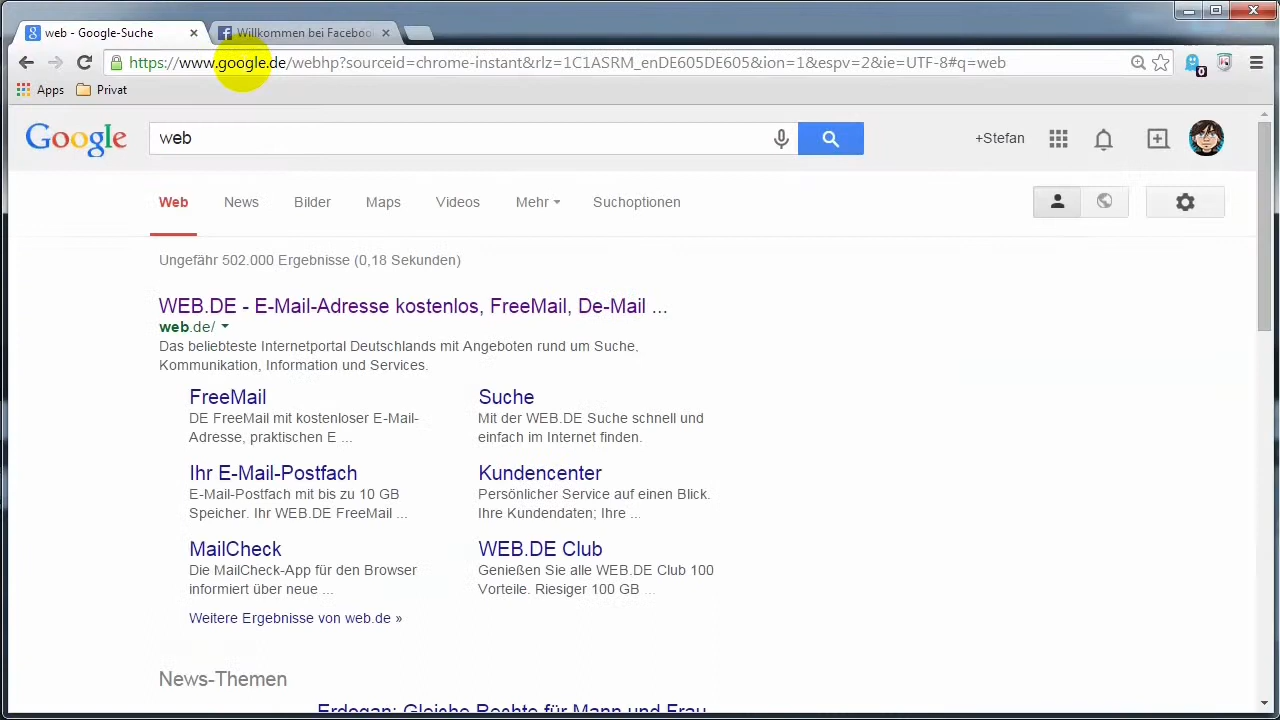 web - Google-Suche
Willkommen bei Faceboo
https://www.google.de/webhp?sourceid=chrome-instant&rlz=1C1ASRM_enDE605DE605&ion=1&espv=2&ie=UTF-8#q=web
0
Apps Privat
Google web +Stefan
Web News Bilder Maps Videos Mehr Suchoptionen
Ungefähr 502.000 Ergebnisse (0,18 Sekunden)
WEB.DE - E-Mail-Adresse kostenlos, FreeMail, De-Mail ...
web.de/
Das beliebteste Internetportal Deutschlands mit Angeboten rund um Suche,
Kommunikation, Information und Services.
FreeMail
DE FreeMail mit kostenloser E-Mail-
Adresse, praktischen E ...
Suche
Mit der WEB.DE Suche schnell und
einfach im Internet finden.
Ihr E-Mail-Postfach
E-Mail-Postfach mit bis zu 10 GB
Speicher. Ihr WEB.DE FreeMail ...
Kundencenter
Persönlicher Service auf einen Blick.
Ihre Kundendaten; Ihre ...
MailCheck
Die MailCheck-App für den Browser
informiert über neue ...
WEB.DE Club
Genießen Sie alle WEB.DE Club 100
Vorteile. Riesiger 100 GB ...
Weitere Ergebnisse von web.de »
News-Themen
Erdogan: Gleiche Rechte für Mann und Frau